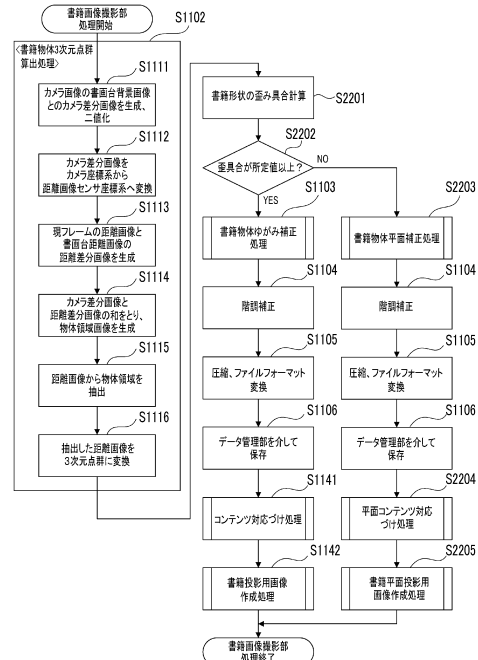 書籍画像撮影部
処理開始
S1102
〈書籍物体3次元点群
算出処理〉
S1111
カメラ画像の書画台背景画像
とのカメラ差分画像を生成、
二値化
S1112
カメラ差分画像を
カメラ座標系から
距離画像センサ座標系へ変換
S1113
現フレームの距離画像と
書画台距離画像の
距離差分画像を生成
S1114
カメラ差分画像と
距離差分画像の和をとり、
物体領域画像を生成
S1115
距離画像から物体領域を
抽出
S1116
抽出した距離画像を
3次元点群に変換
書籍形状の歪み具合計算
S2201
S2202
歪具合が所定値以上?
NO
YES
S1103
書籍物体ゆがみ補正
処理
S1104
階調補正
S1105
圧縮、ファイルフォーマット
変換
S1106
データ管理部を介して
保存
S1141
コンテンツ対応づけ処理
S1142
書籍投影用画像
作成処理
S2203
書籍物体平面補正処理
S1104
階調補正
S1105
圧縮、ファイルフォーマット
変換
S1106
データ管理部を介して
保存
S2204
平面コンテンツ対応
づけ処理
S2205
書籍平面投影用
画像作成処理
書籍画像撮影部
処理終了